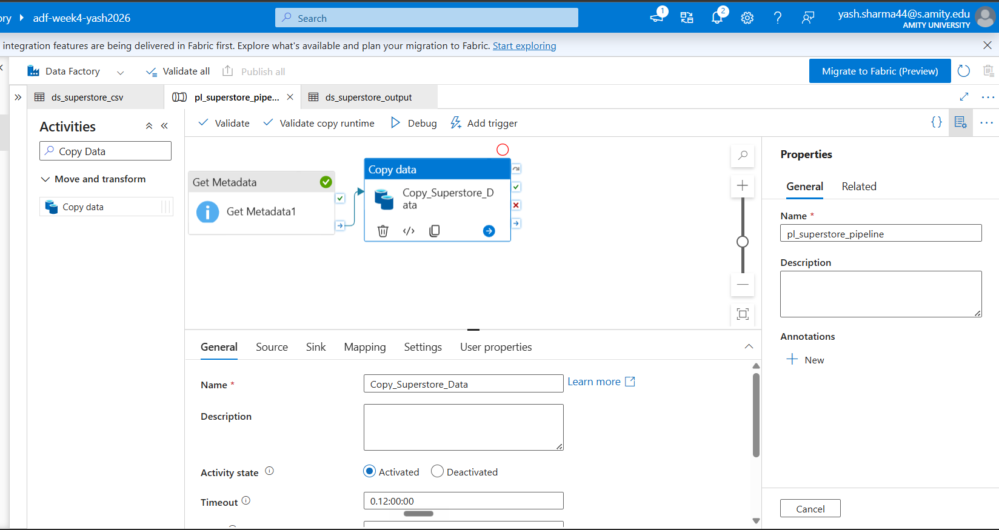 ory adf-week4-yash2026
Search
1
2
yash.sharma44@s.amity.edu
AMITY UNIVERSITY
integration features are being delivered in Fabric first. Explore what's available and plan your migration to Fabric. Start exploring
Data Factory
Validate all
Publish all
Migrate to Fabric (Preview)
ds_superstore_csv
pl_superstore_pipe...
ds_superstore_output
Activities
Copy Data
Move and transform
Copy data
Validate
Validate copy runtime
Debug
Add trigger
Get Metadata
Get Metadata1
Copy data
Copy_Superstore_D
ata
General
Source
Sink
Mapping
Settings
User properties
Name *
Copy_Superstore_Data
Learn more
Description
Activity state
Activated
Deactivated
Timeout
0.12:00:00
Properties
General
Related
Name *
pl_superstore_pipeline
Description
Annotations
New
Cancel